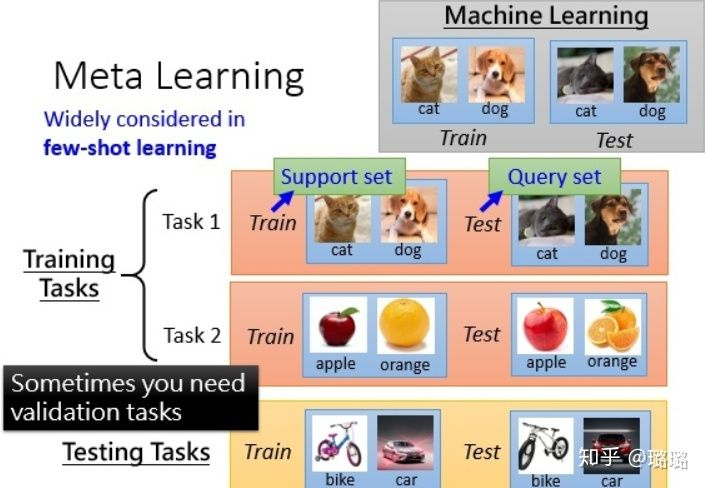 Machine Learning
cat
dog
cat
dog
Train
Test
Meta Learning
Widely considered in
few-shot learning
Support set
Query set
Training
Tasks
Task 1
Train
cat
dog
Test
cat
dog
Task 2
Train
apple
orange
Test
apple
orange
Sometimes you need
validation tasks
Testing Tasks
Train
bike
car
Test
bike
car
知乎 @璐璐